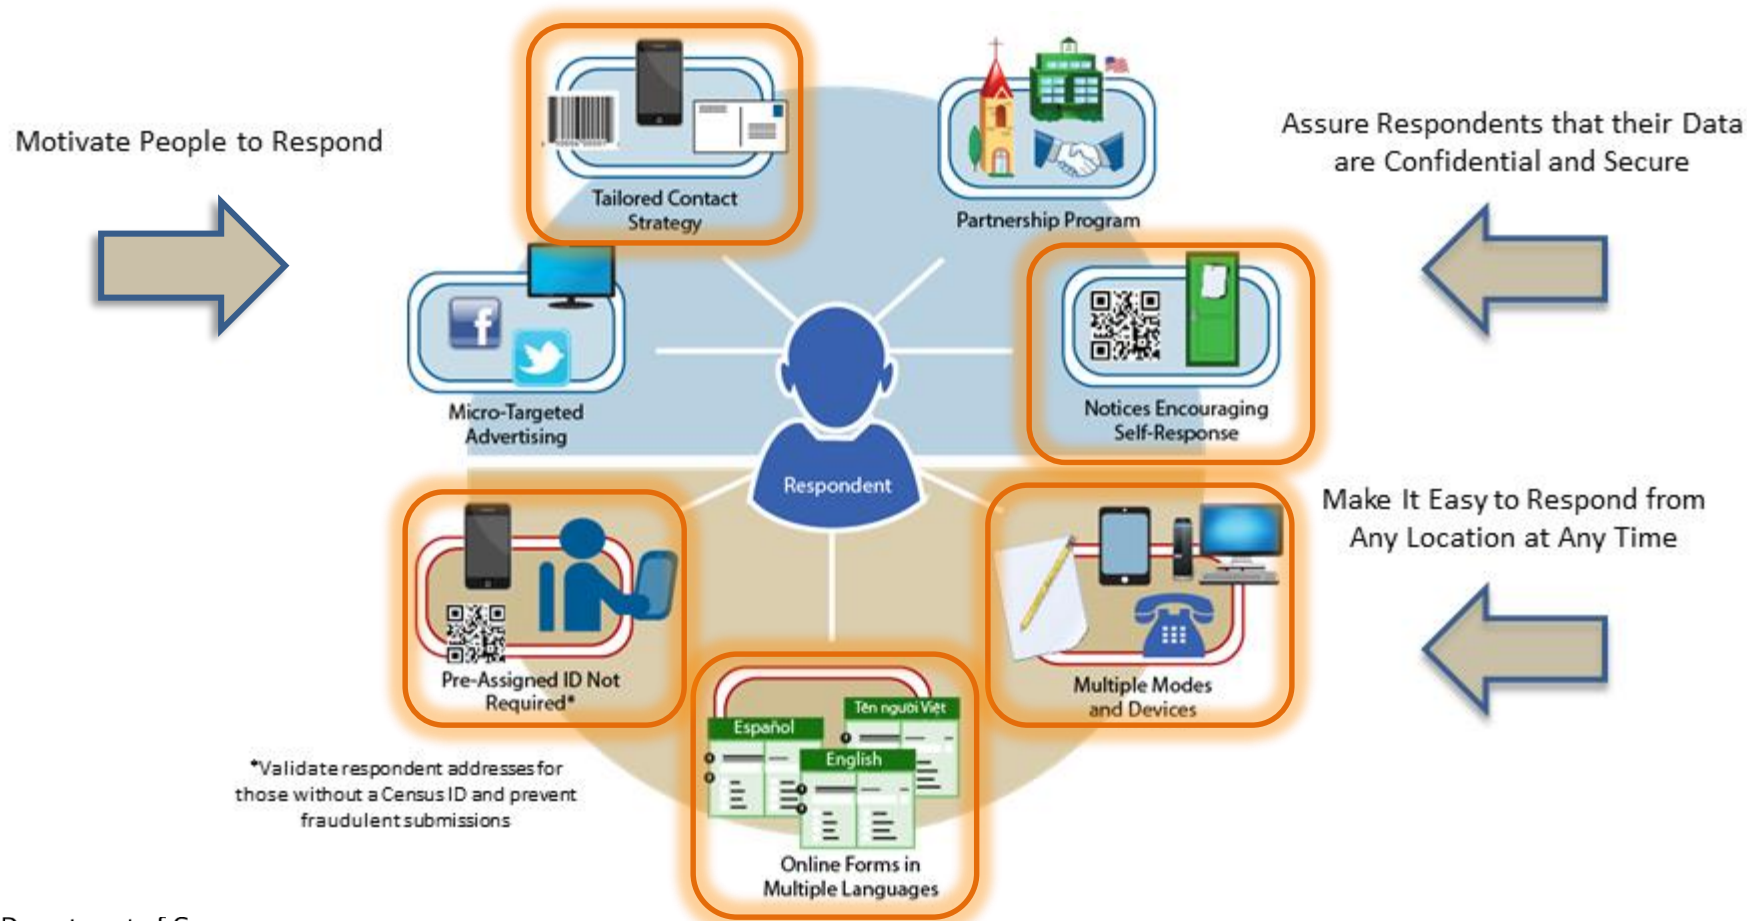 Motivate People to Respond
Assure Respondents that their Data
are Confidential and Secure
Tailored Contact
Strategy
Partnership Program
Micro-Targeted
Advertising
Notices Encouraging
Self-Response
Respondent
Make It Easy to Respond from
Any Location at Any Time
Pre-Assigned ID Not
Required*
Multiple Modes
and Devices
*Validate respondent addresses for
those without a Census ID and prevent
fraudulent submissions
Español
Tên người Việt
English
Online Forms in
Multiple Languages